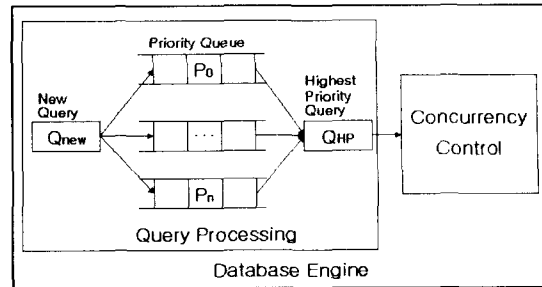 Priority Queue
P0
Highest
Priority
Query
New
Query
Qnew
...
QHP
Concurrency
Control
Pn
Query Processing
Database Engine